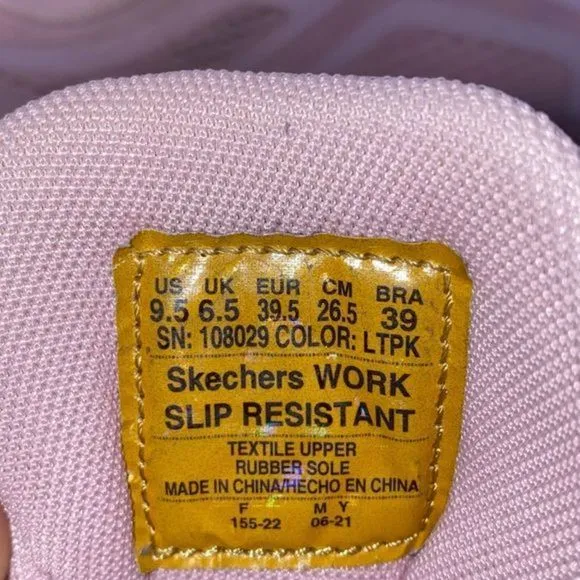 US UK EUR CM BRA
9.5 6.5 39.5 26.5 39
SN: 108029 COLOR: LTPK
Skechers WORK
SLIP RESISTANT
TEXTILE UPPER
RUBBER SOLE
MADE IN CHINA/HECHO EN CHINA
F M Y
155-22 06-21